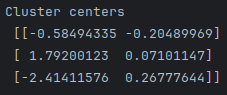 Cluster centers
[[-0.58494335 -0.20489969]
[ 1.79200123  0.07101147]
[-2.41411576  0.26777644]]